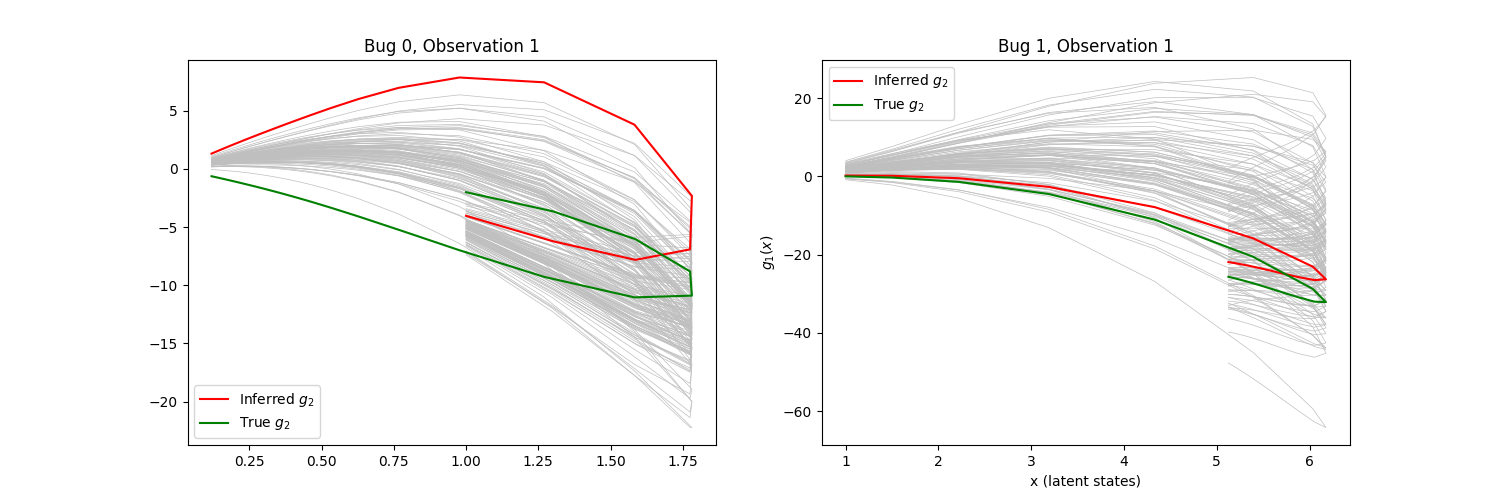 Bug 0, Observation 1
5
0
−5
−10
−15
−20
0.25 0.50 0.75 1.00 1.25 1.50 1.75
Inferred g₂
True g₂
Bug 1, Observation 1
20
0
−20
−40
−60
1 2 3 4 5 6
g₁(x)
x (latent states)
Inferred g₂
True g₂